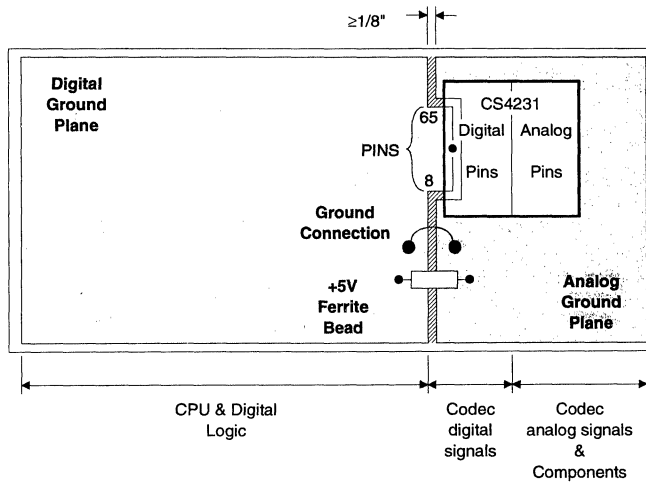 ≥1/8"
Digital
Ground
Plane
CS4231
65
Digital
Analog
PINS
Pins
Pins
8
Ground
Connection
+5V
Ferrite
Bead
Analog
Ground
Plane
CPU & Digital
Logic
Codec
digital
signals
Codec
analog signals
&
Components